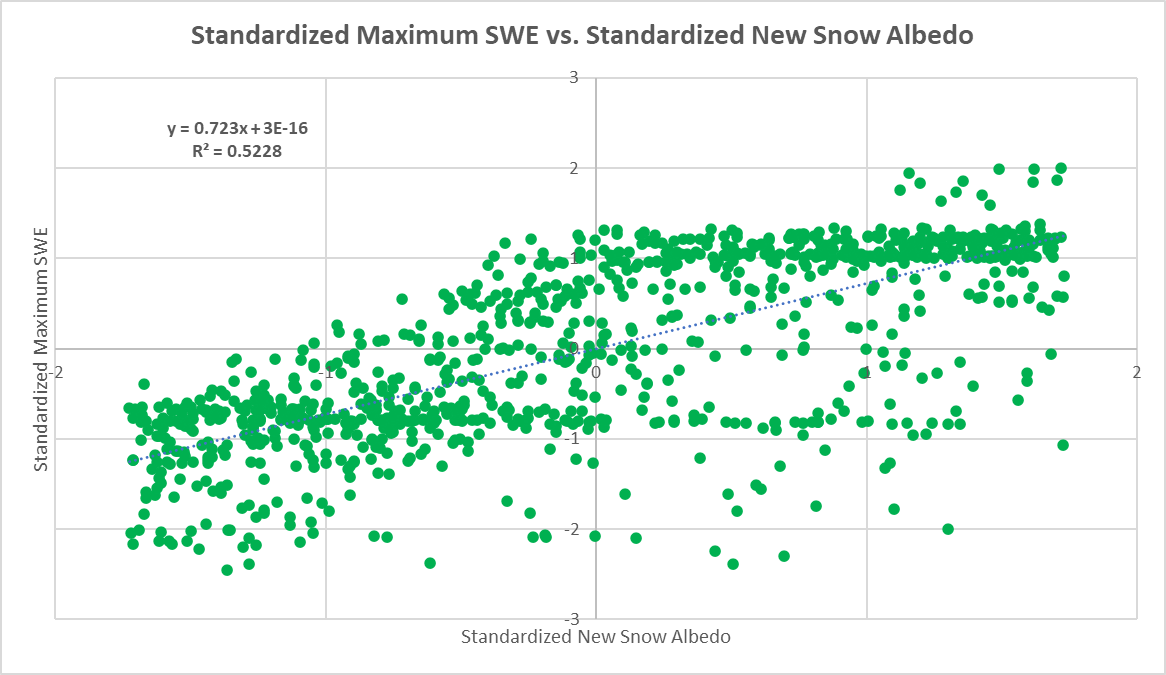 Standardized Maximum SWE vs. Standardized New Snow Albedo
3
y = 0.723x + 3E-16
R² = 0.5228
2
1
0
-2
-1
0
1
2
-1
-2
-3
Standardized Maximum SWE
Standardized New Snow Albedo